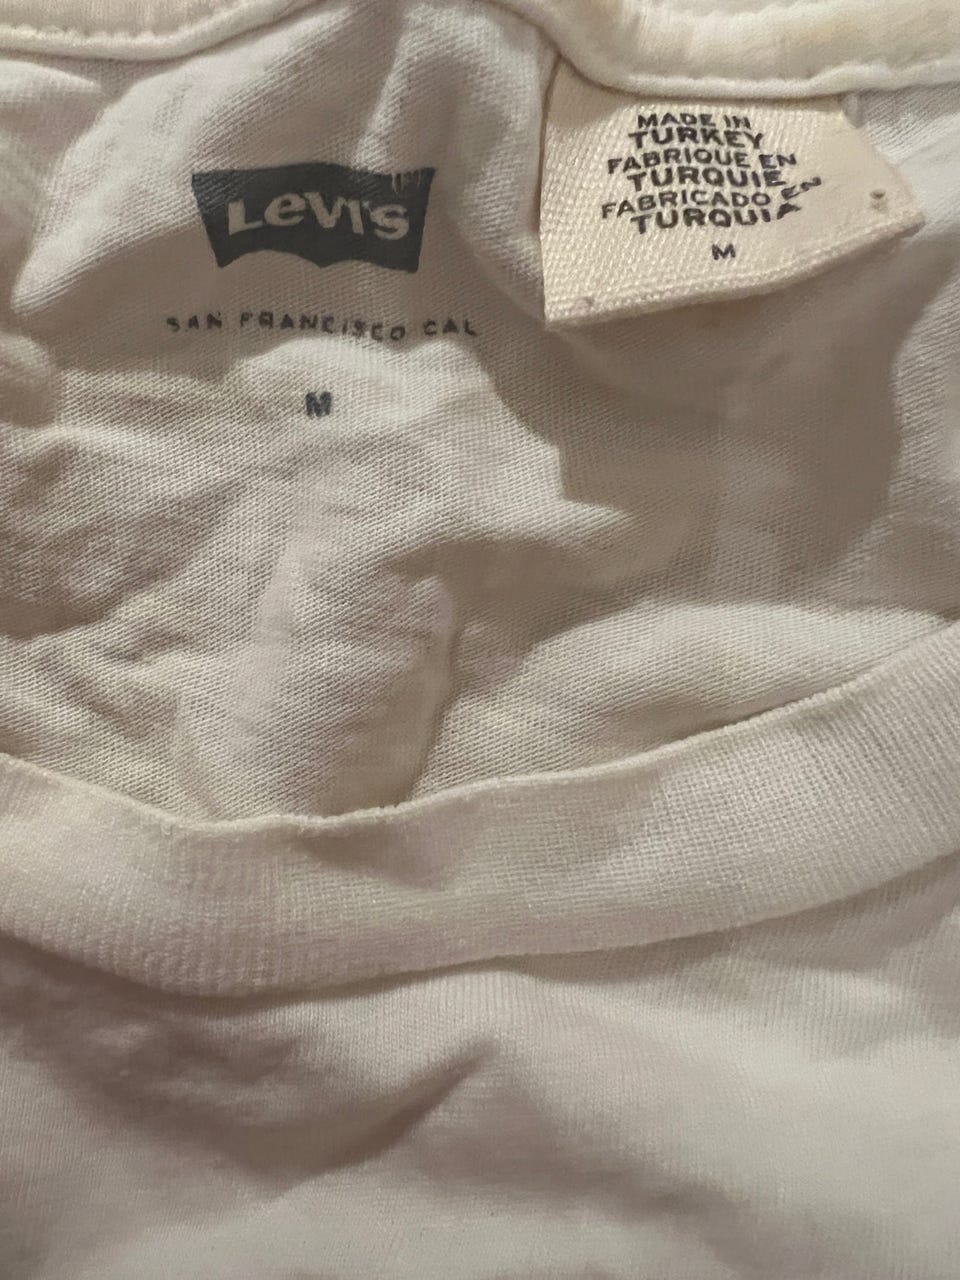 LEVI'S
SAN FRANCISCO CAL
M
MADE IN
TURKEY
FABRIQUE EN
TURQUIE
FABRICADO EN
TURQUIA
M